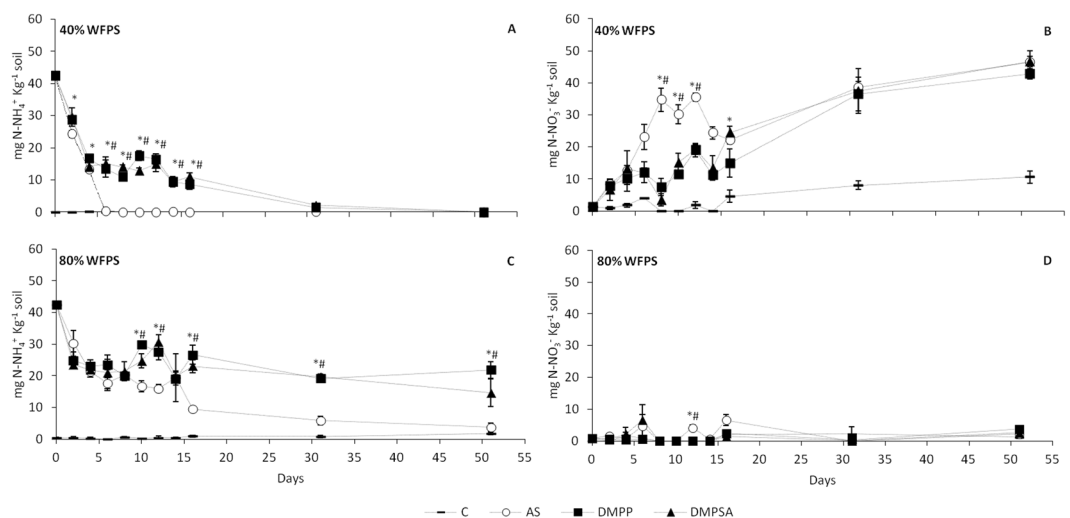 40% WFPS
A
mg N-NH₄⁺ Kg⁻¹ soil
60
50
40
30
20
10
0
* * *# *# *# *# *# *#
0 5 10 15 20 25 30 35 40 45 50 55
40% WFPS
B
mg N-NO₃⁻ Kg⁻¹ soil
60
50
40
30
20
10
0
*# *# *# *
0 5 10 15 20 25 30 35 40 45 50 55
80% WFPS
C
mg N-NH₄⁺ Kg⁻¹ soil
60
50
40
30
20
10
0
*# *# *# *# *#
0 5 10 15 20 25 30 35 40 45 50 55
Days
80% WFPS
D
mg N-NO₃⁻ Kg⁻¹ soil
60
50
40
30
20
10
0
*#
0 5 10 15 20 25 30 35 40 45 50 55
Days
C AS DMPP DMPSA